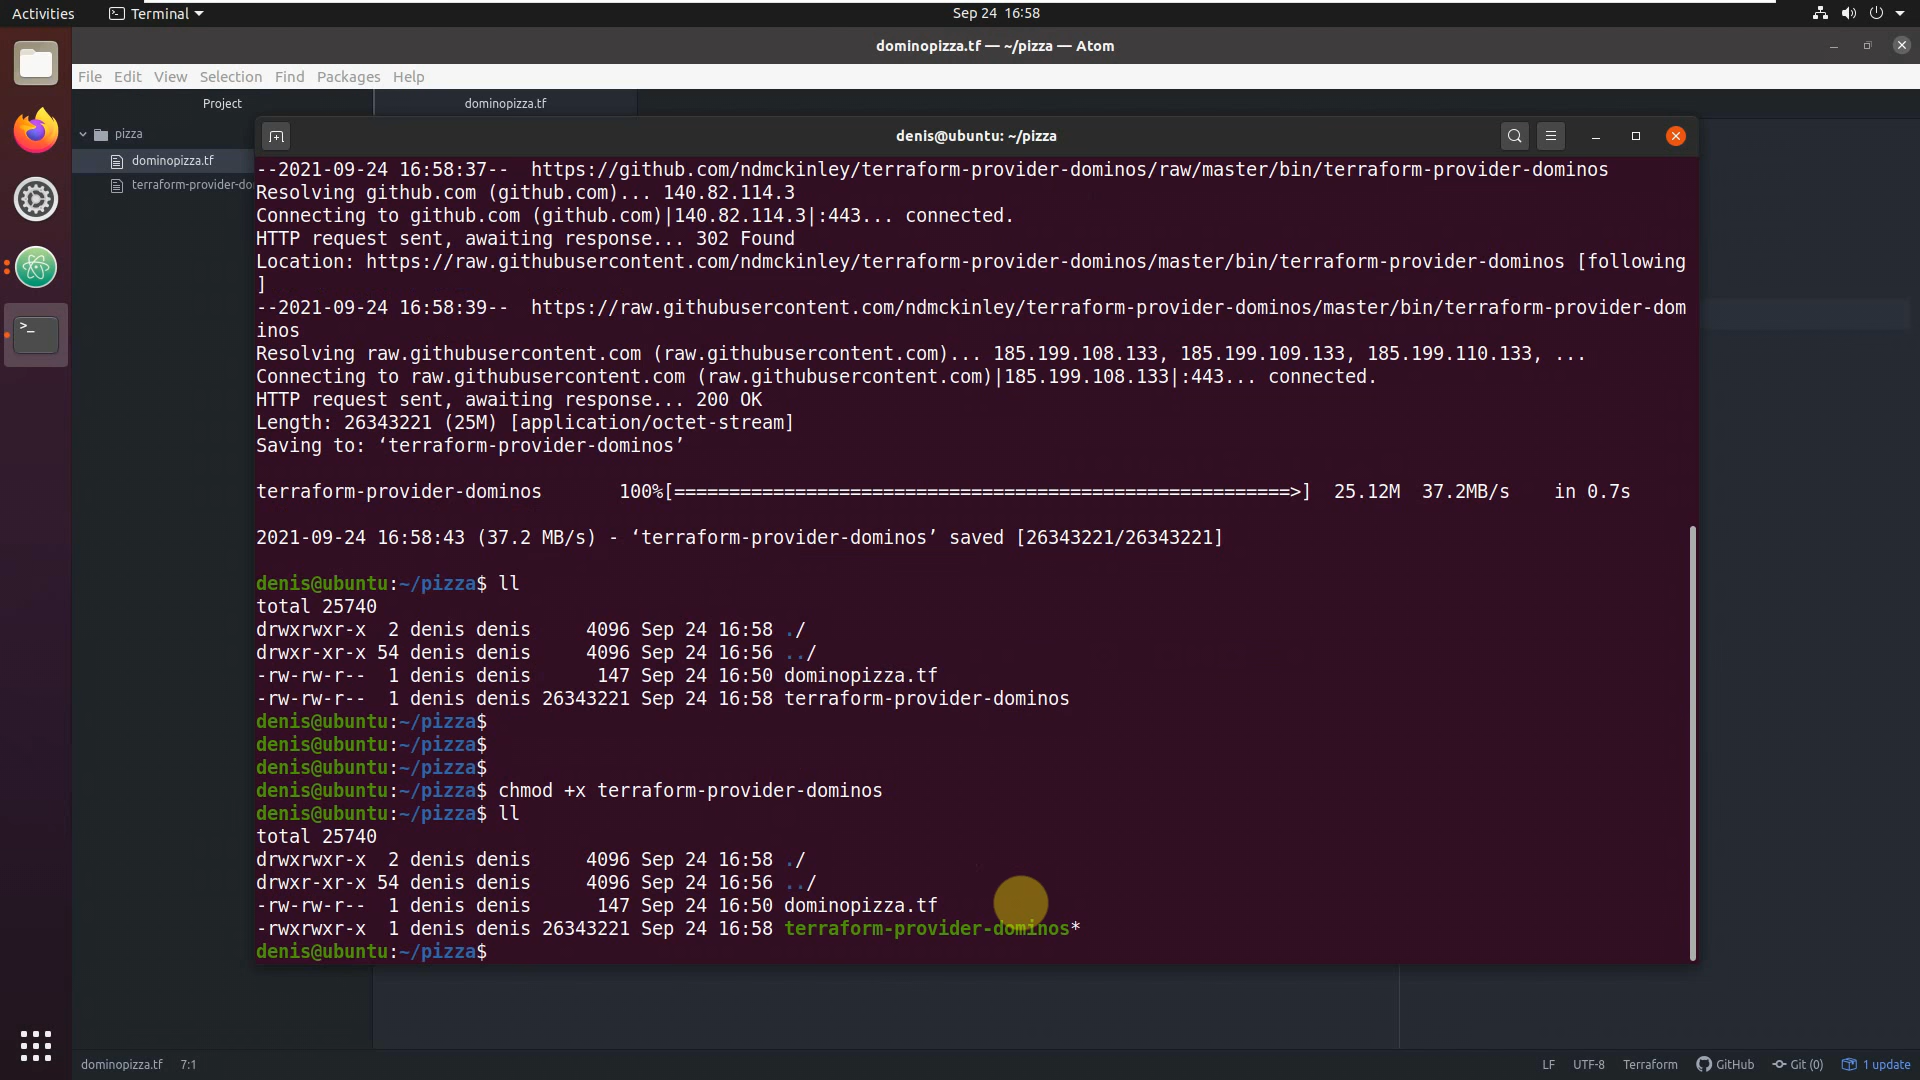 Activities Terminal Sep 24 16:58
dominopizza.tf — ~/pizza — Atom
File Edit View Selection Find Packages Help
Project dominopizza.tf
pizza
dominopizza.tf
terraform-provider-do
denis@ubuntu: ~/pizza
--2021-09-24 16:58:37--  https://github.com/ndmckinley/terraform-provider-dominos/raw/master/bin/terraform-provider-dominos
Resolving github.com (github.com)... 140.82.114.3
Connecting to github.com (github.com)|140.82.114.3|:443... connected.
HTTP request sent, awaiting response... 302 Found
Location: https://raw.githubusercontent.com/ndmckinley/terraform-provider-dominos/master/bin/terraform-provider-dominos [following
]
--2021-09-24 16:58:39--  https://raw.githubusercontent.com/ndmckinley/terraform-provider-dominos/master/bin/terraform-provider-dom
inos
Resolving raw.githubusercontent.com (raw.githubusercontent.com)... 185.199.108.133, 185.199.109.133, 185.199.110.133, ...
Connecting to raw.githubusercontent.com (raw.githubusercontent.com)|185.199.108.133|:443... connected.
HTTP request sent, awaiting response... 200 OK
Length: 26343221 (25M) [application/octet-stream]
Saving to: ‘terraform-provider-dominos’
terraform-provider-dominos       100%[========================================================>]  25.12M  37.2MB/s    in 0.7s
2021-09-24 16:58:43 (37.2 MB/s) - ‘terraform-provider-dominos’ saved [26343221/26343221]
denis@ubuntu:~/pizza$ ll
total 25740
drwxrwxr-x  2 denis denis     4096 Sep 24 16:58 ./
drwxr-xr-x 54 denis denis     4096 Sep 24 16:56 ../
-rw-rw-r--  1 denis denis      147 Sep 24 16:50 dominopizza.tf
-rw-rw-r--  1 denis denis 26343221 Sep 24 16:58 terraform-provider-dominos
denis@ubuntu:~/pizza$
denis@ubuntu:~/pizza$
denis@ubuntu:~/pizza$
denis@ubuntu:~/pizza$ chmod +x terraform-provider-dominos
denis@ubuntu:~/pizza$ ll
total 25740
drwxrwxr-x  2 denis denis     4096 Sep 24 16:58 ./
drwxr-xr-x 54 denis denis     4096 Sep 24 16:56 ../
-rw-rw-r--  1 denis denis      147 Sep 24 16:50 dominopizza.tf
-rwxrwxr-x  1 denis denis 26343221 Sep 24 16:58 terraform-provider-dominos*
denis@ubuntu:~/pizza$
dominopizza.tf 7:1 LF UTF-8 Terraform GitHub Git (0) 1 update